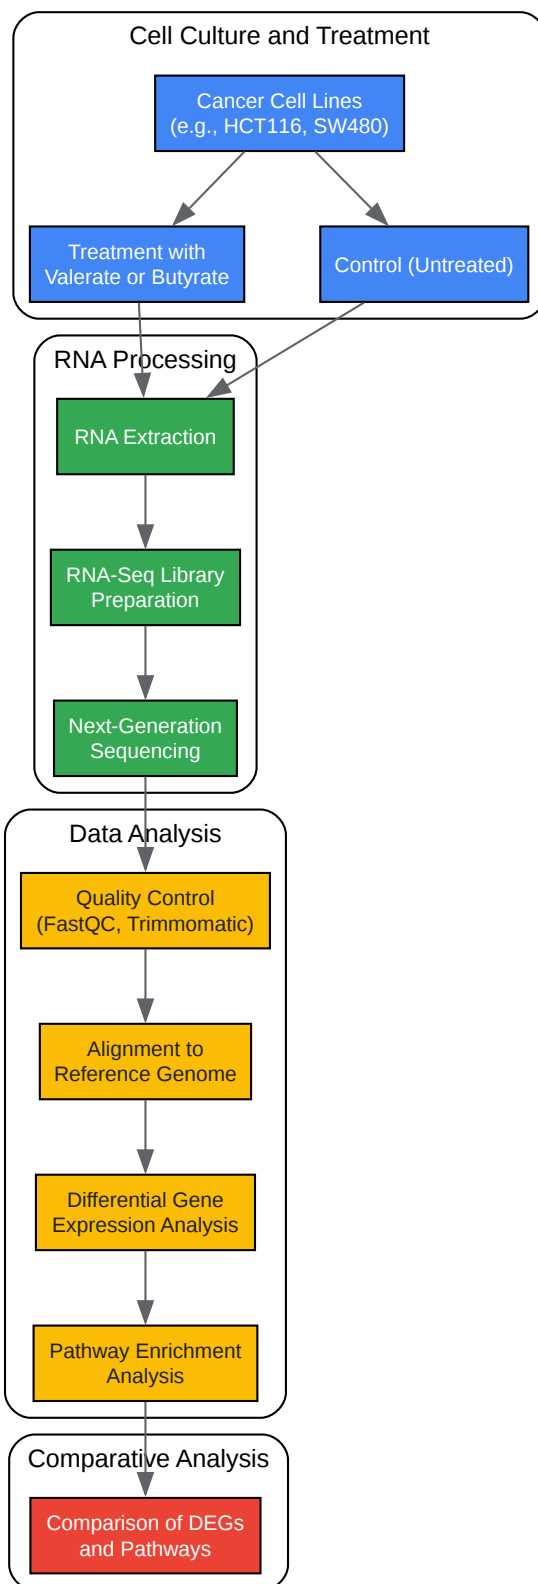 Cell Culture and Treatment
Cancer Cell Lines
(e.g., HCT116, SW480)
Treatment with
Valerate or Butyrate
Control (Untreated)
RNA Processing
RNA Extraction
RNA-Seq Library
Preparation
Next-Generation
Sequencing
Data Analysis
Quality Control
(FastQC, Trimmomatic)
Alignment to
Reference Genome
Differential Gene
Expression Analysis
Pathway Enrichment
Analysis
Comparative Analysis
Comparison of DEGs
and Pathways